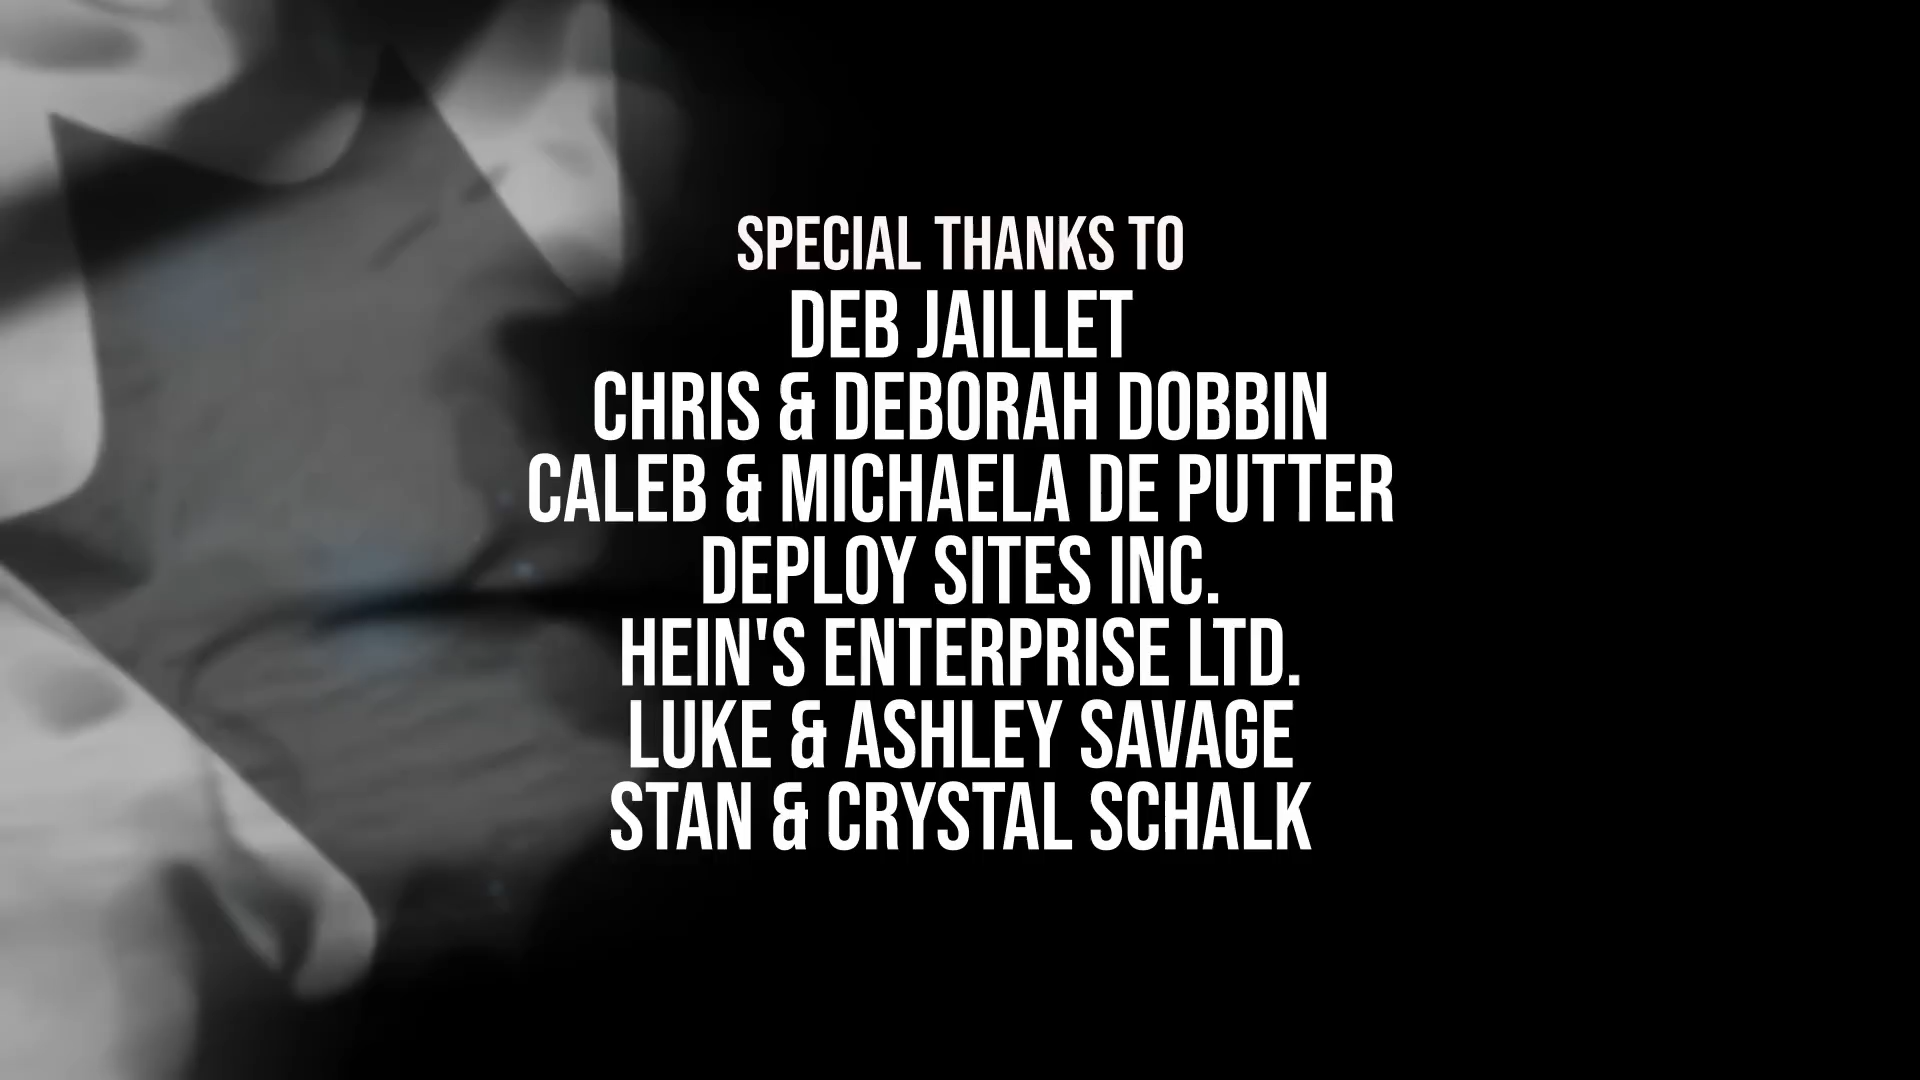 SPECIAL THANKS TO
DEB JAILLET
CHRIS & DEBORAH DOBBIN
CALEB & MICHAELA DE PUTTER
DEPLOY SITES INC.
HEIN'S ENTERPRISE LTD.
LUKE & ASHLEY SAVAGE
STAN & CRYSTAL SCHALK